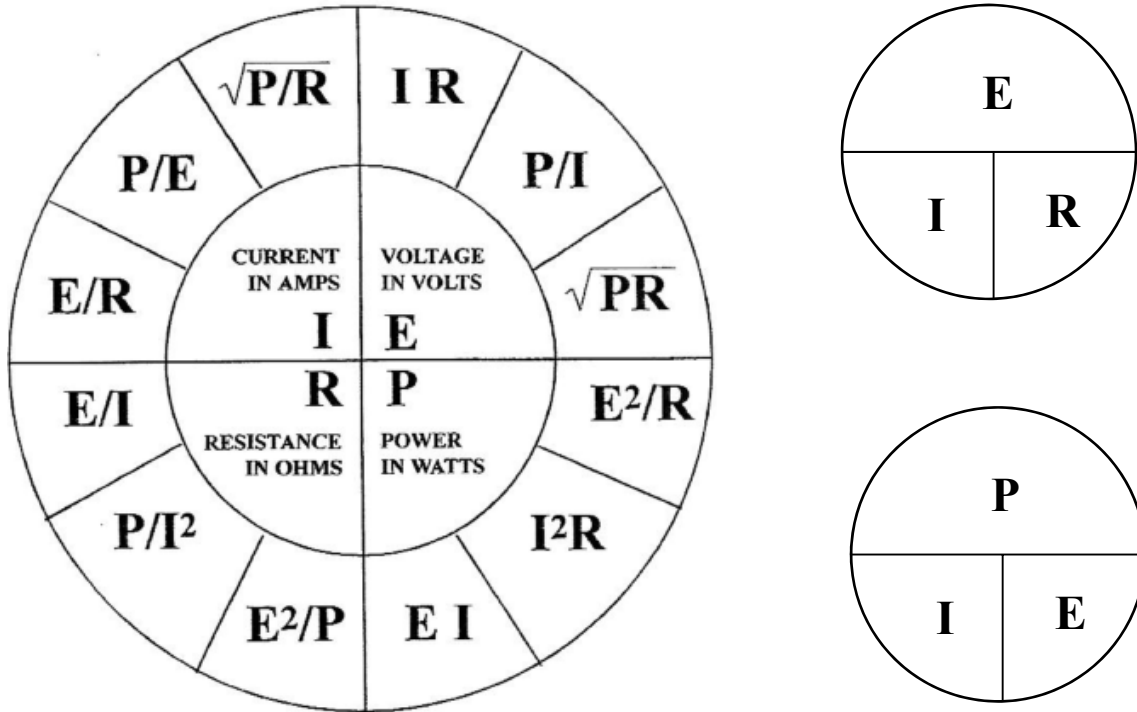 √P/R
I R
P/E
P/I
E/R
√PR
CURRENT
IN AMPS
I
VOLTAGE
IN VOLTS
E
R
RESISTANCE
IN OHMS
P
POWER
IN WATTS
E/I
E²/R
P/I²
I²R
E²/P
E I
E
I
R
P
I
E